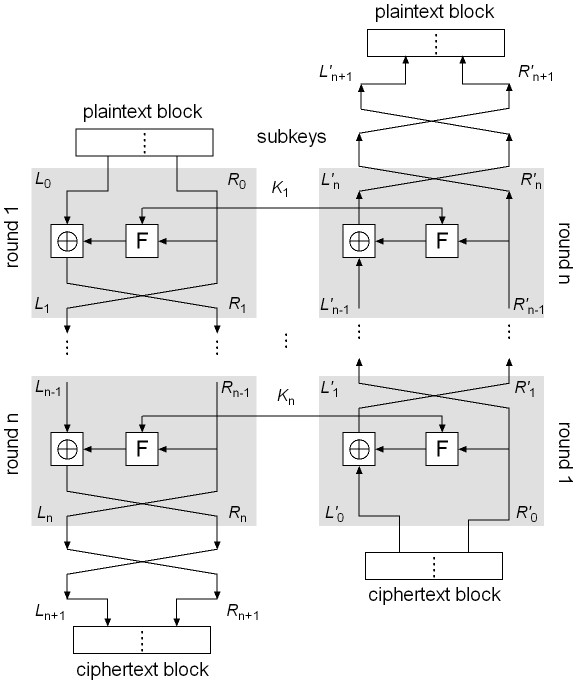 plaintext block
L'n+1
R'n+1
plaintext block
subkeys
L0
R0
K1
L'n
R'n
round 1
F
F
round n
L1
R1
L'n-1
R'n-1
Ln-1
Rn-1
Kn
L'1
R'1
round n
F
F
round 1
Ln
Rn
L'0
R'0
ciphertext block
Ln+1
Rn+1
ciphertext block